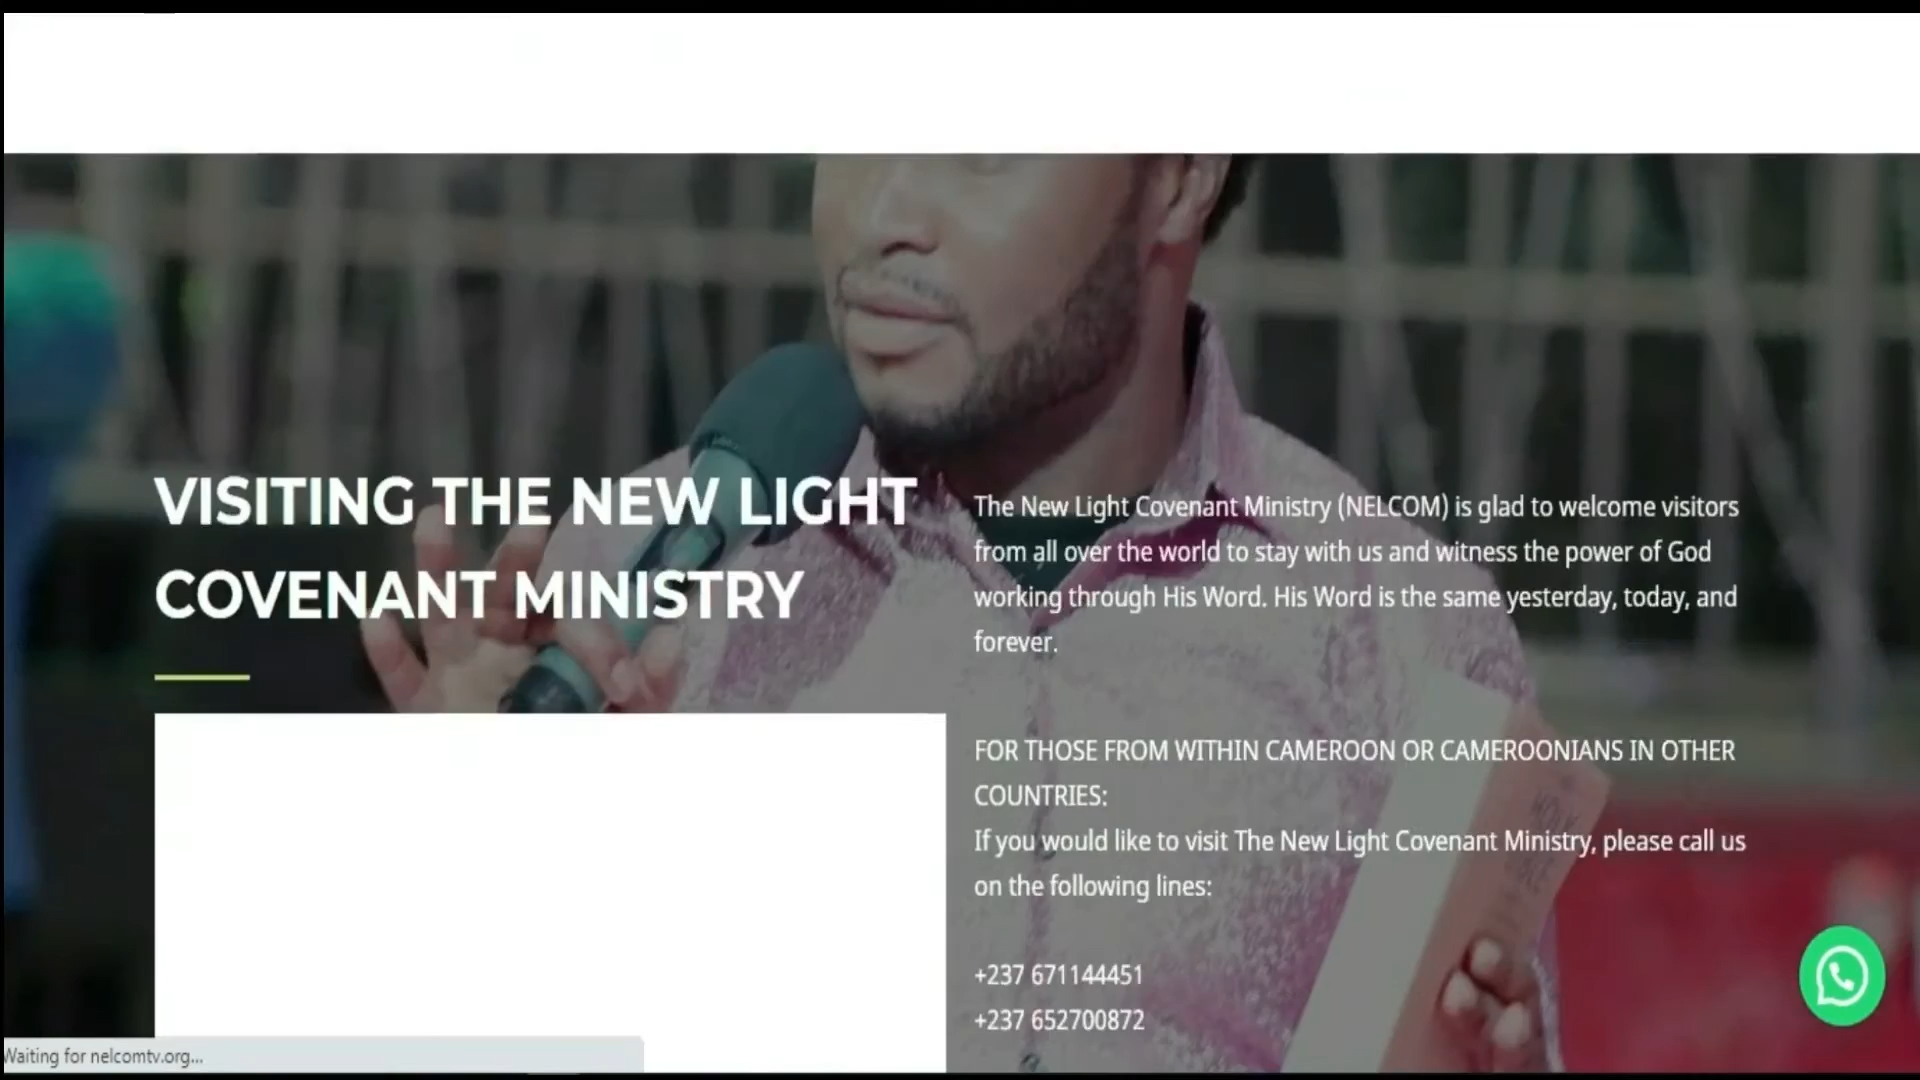 VISITING THE NEW LIGHT
COVENANT MINISTRY
The New Light Covenant Ministry (NELCOM) is glad to welcome visitors
from all over the world to stay with us and witness the power of God
working through His Word. His Word is the same yesterday, today, and
forever.
FOR THOSE FROM WITHIN CAMEROON OR CAMEROONIANS IN OTHER
COUNTRIES:
If you would like to visit The New Light Covenant Ministry, please call us
on the following lines:
+237 671144451
+237 652700872
Waiting for nelcomtv.org...